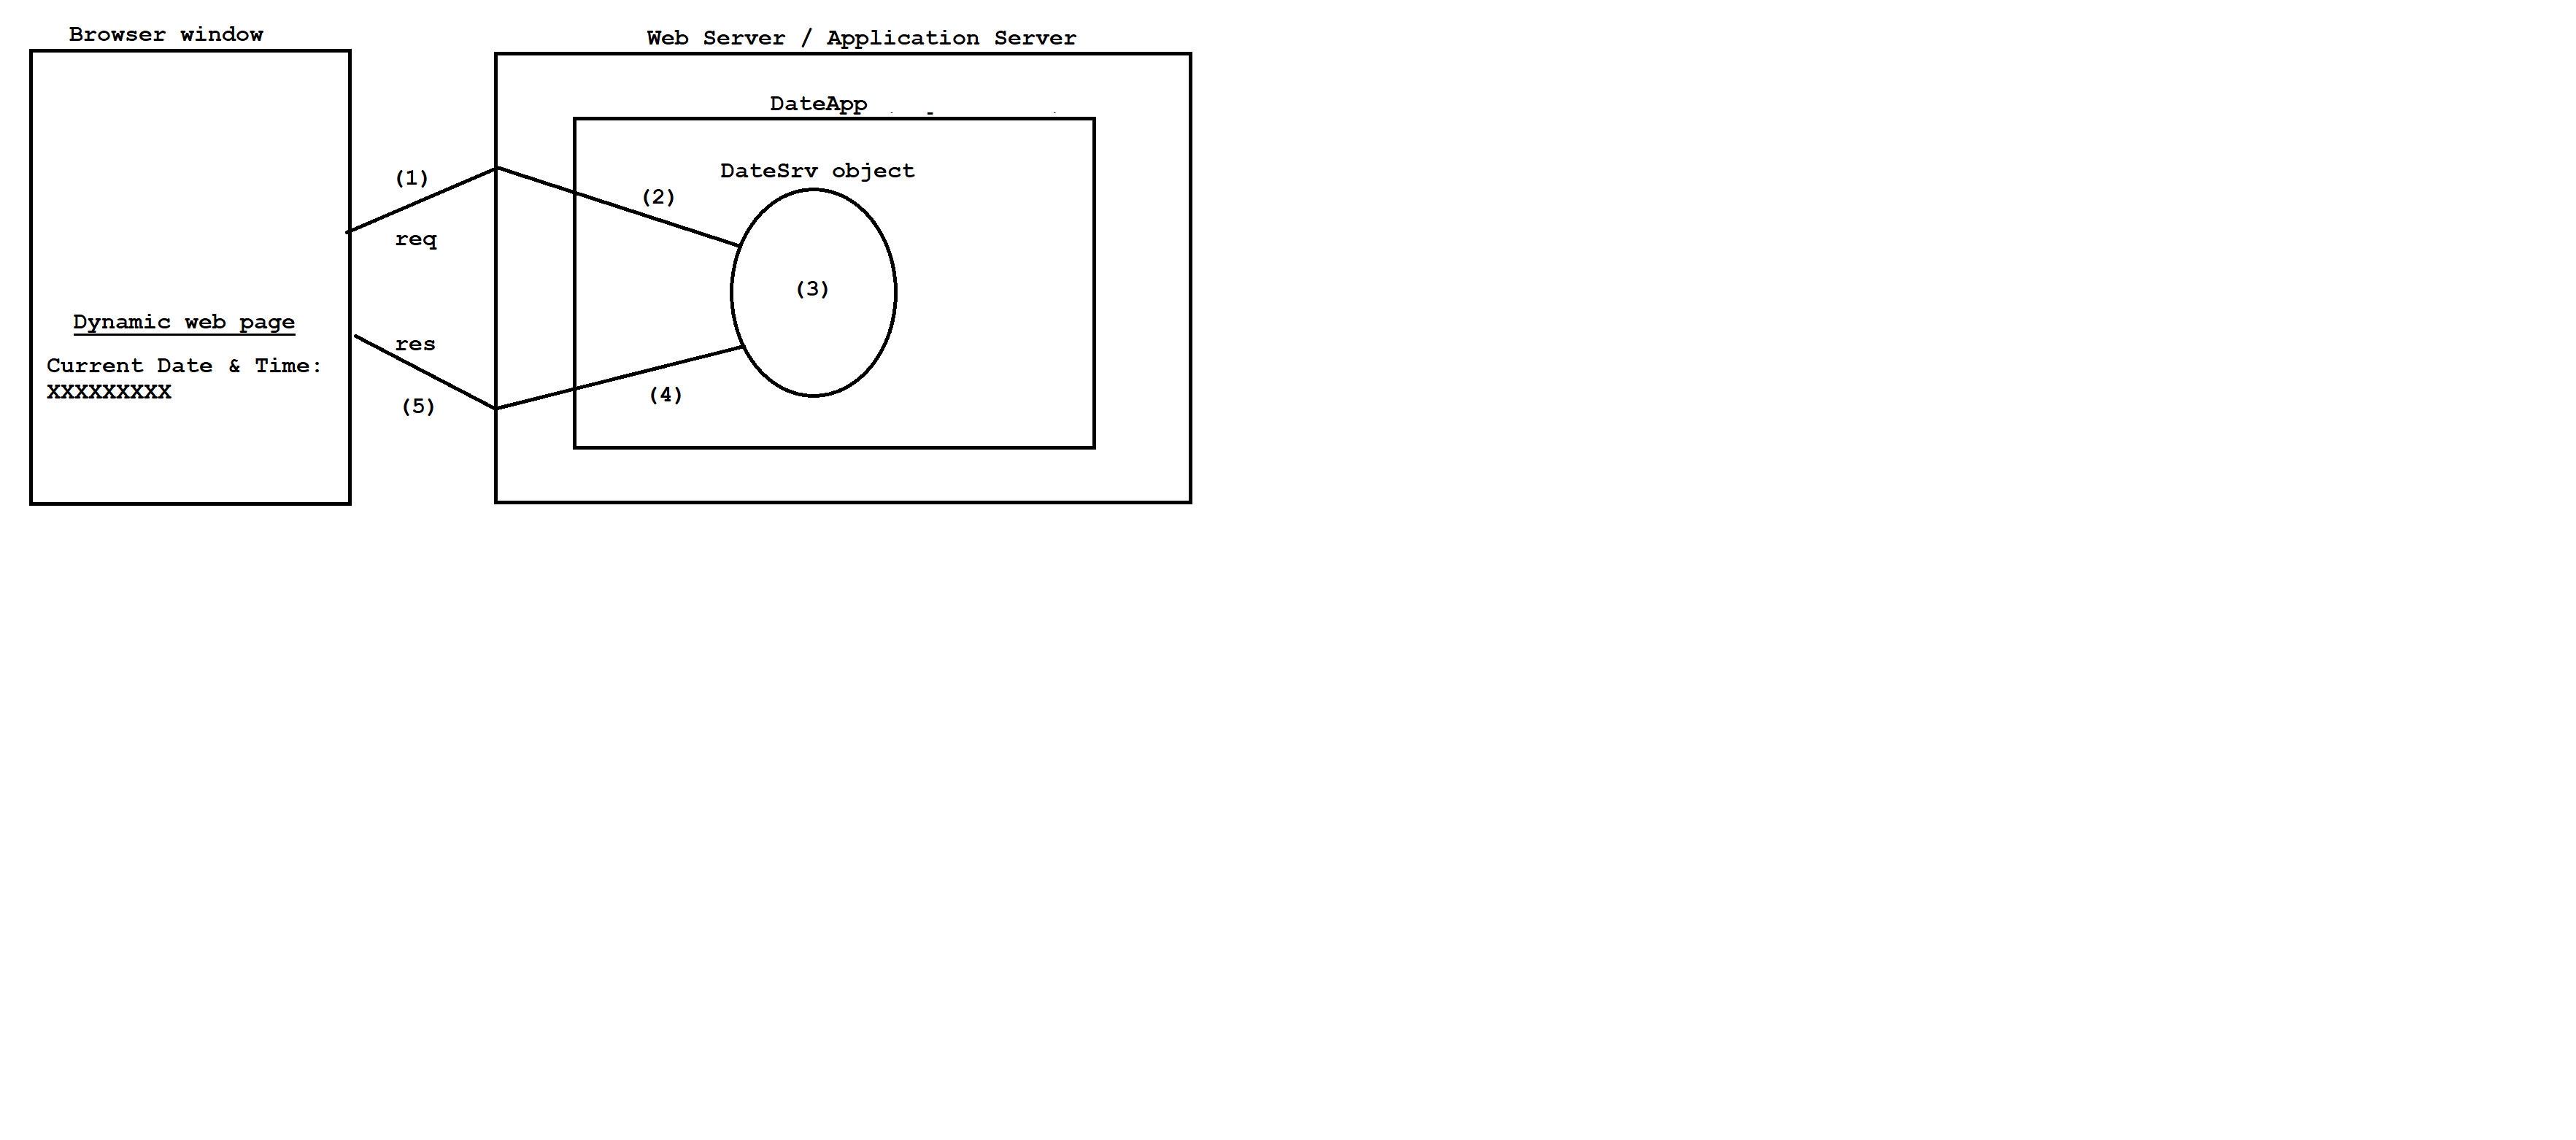 Browser window
Web Server / Application Server
DateApp
DateSrv object
(1)
(2)
req
(3)
Dynamic web page
res
Current Date & Time:
XXXXXXXXX
(4)
(5)